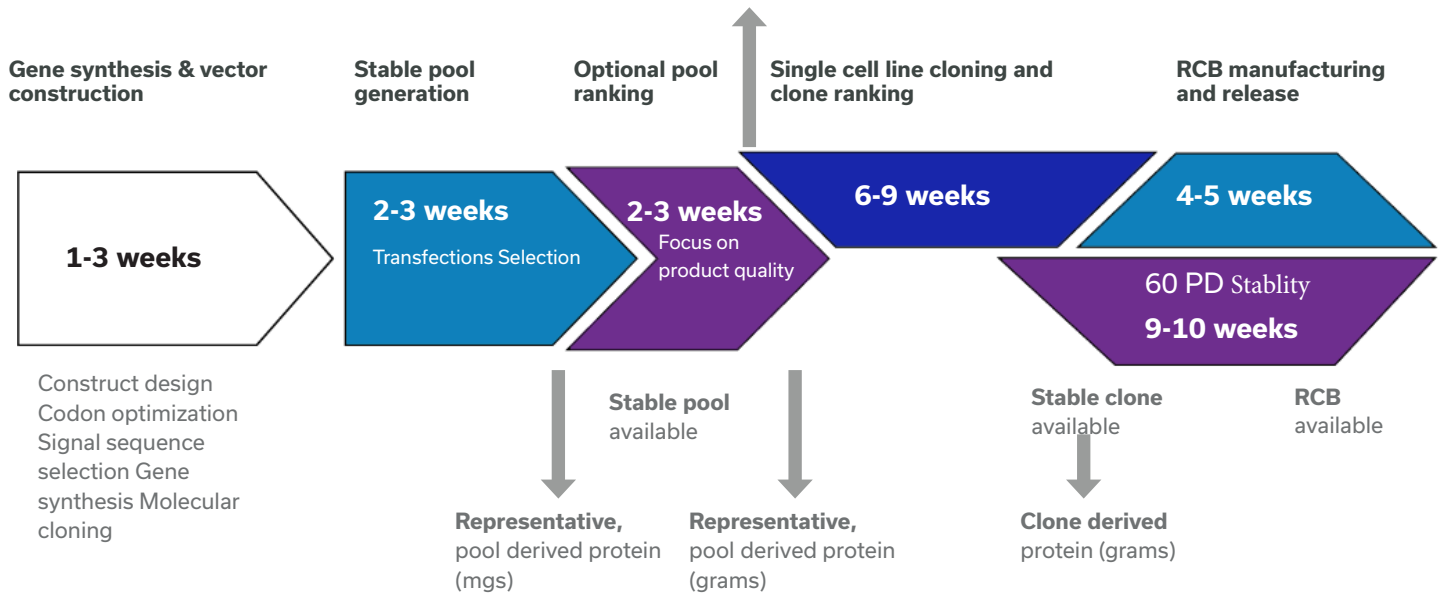 Gene synthesis & vector
construction
Stable pool
generation
Optional pool
ranking
Single cell line cloning and
clone ranking
RCB manufacturing
and release
1-3 weeks
2-3 weeks
Transfections Selection
2-3 weeks
Focus on
product quality
6-9 weeks
4-5 weeks
60 PD Stablity
9-10 weeks
Construct design
Codon optimization
Signal sequence
selection Gene
synthesis Molecular
cloning
Stable pool
available
Stable clone
available
RCB
available
Representative,
pool derived protein
(mgs)
Representative,
pool derived protein
(grams)
Clone derived
protein (grams)